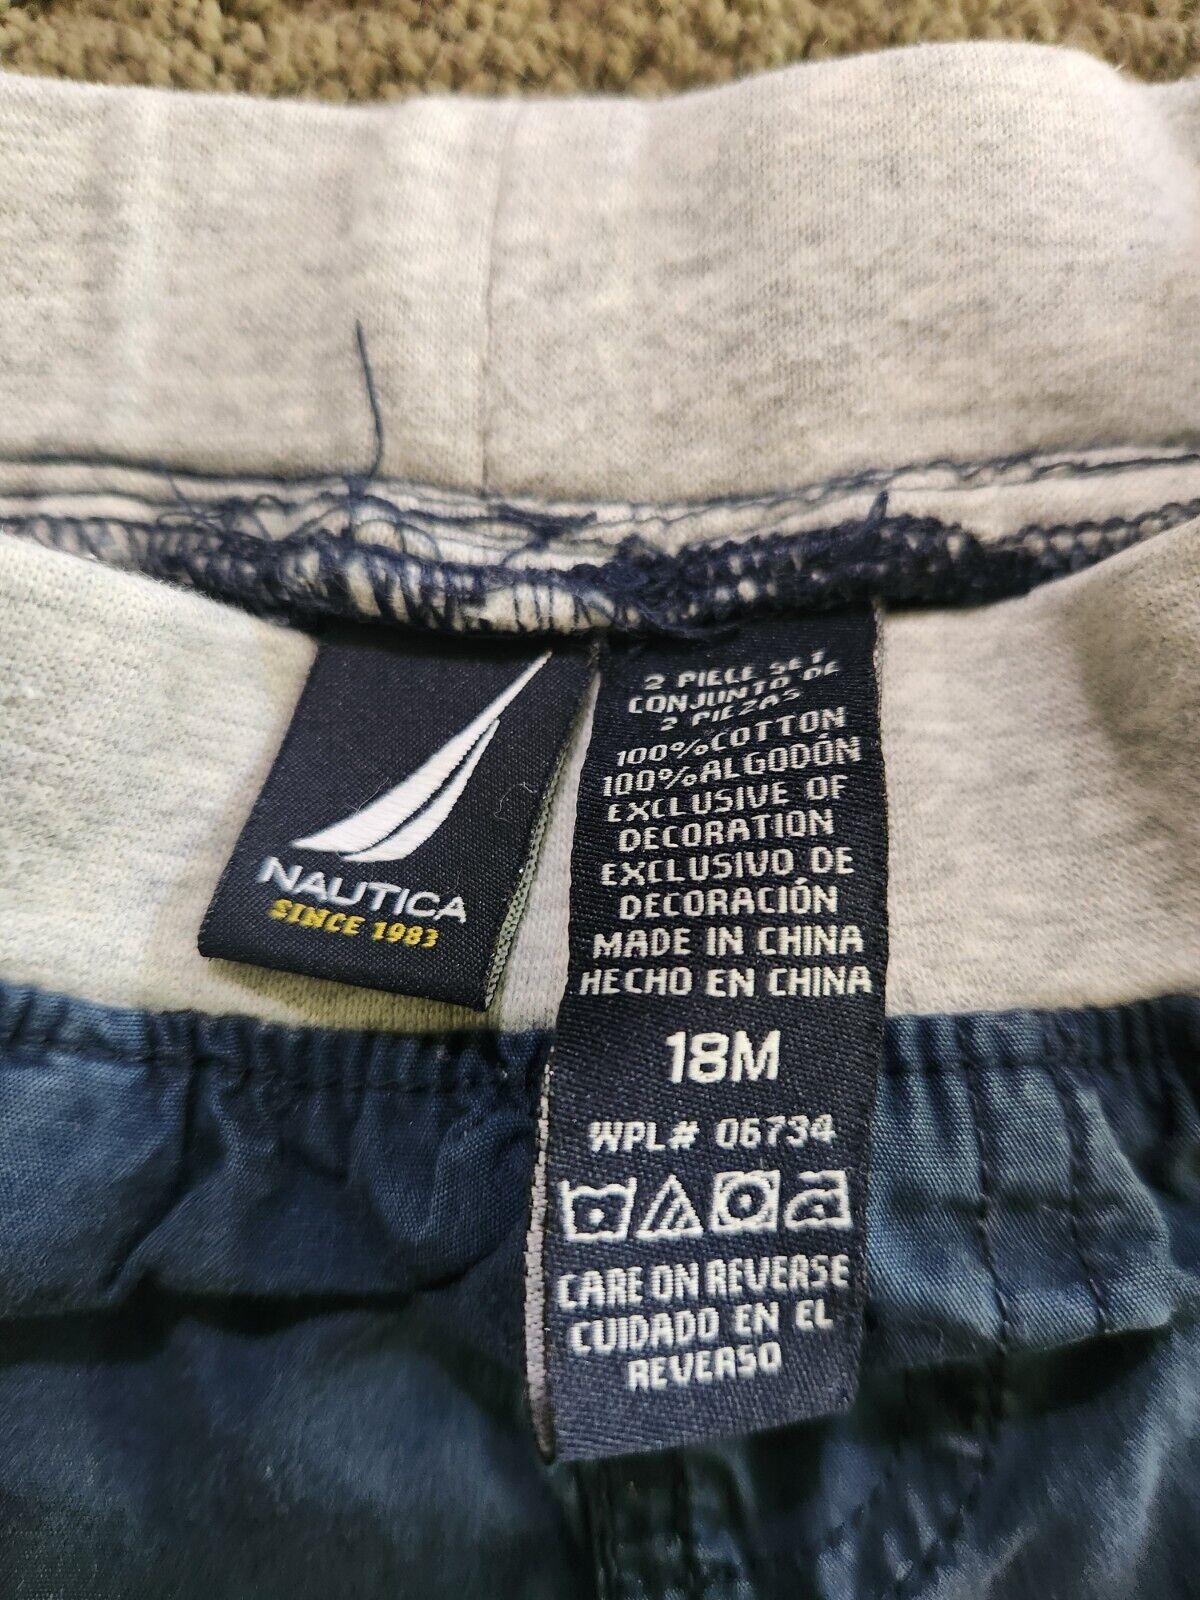 NAUTICA
SINCE 1983
2 PIECE SET
CONJUNTO DE
2 PIEZAS
100% COTTON
100% ALGODÓN
EXCLUSIVE OF
DECORATION
EXCLUSIVO DE
DECORACIÓN
MADE IN CHINA
HECHO EN CHINA
18M
WPL# 06734
CARE ON REVERSE
CUIDADO EN EL
REVERSO